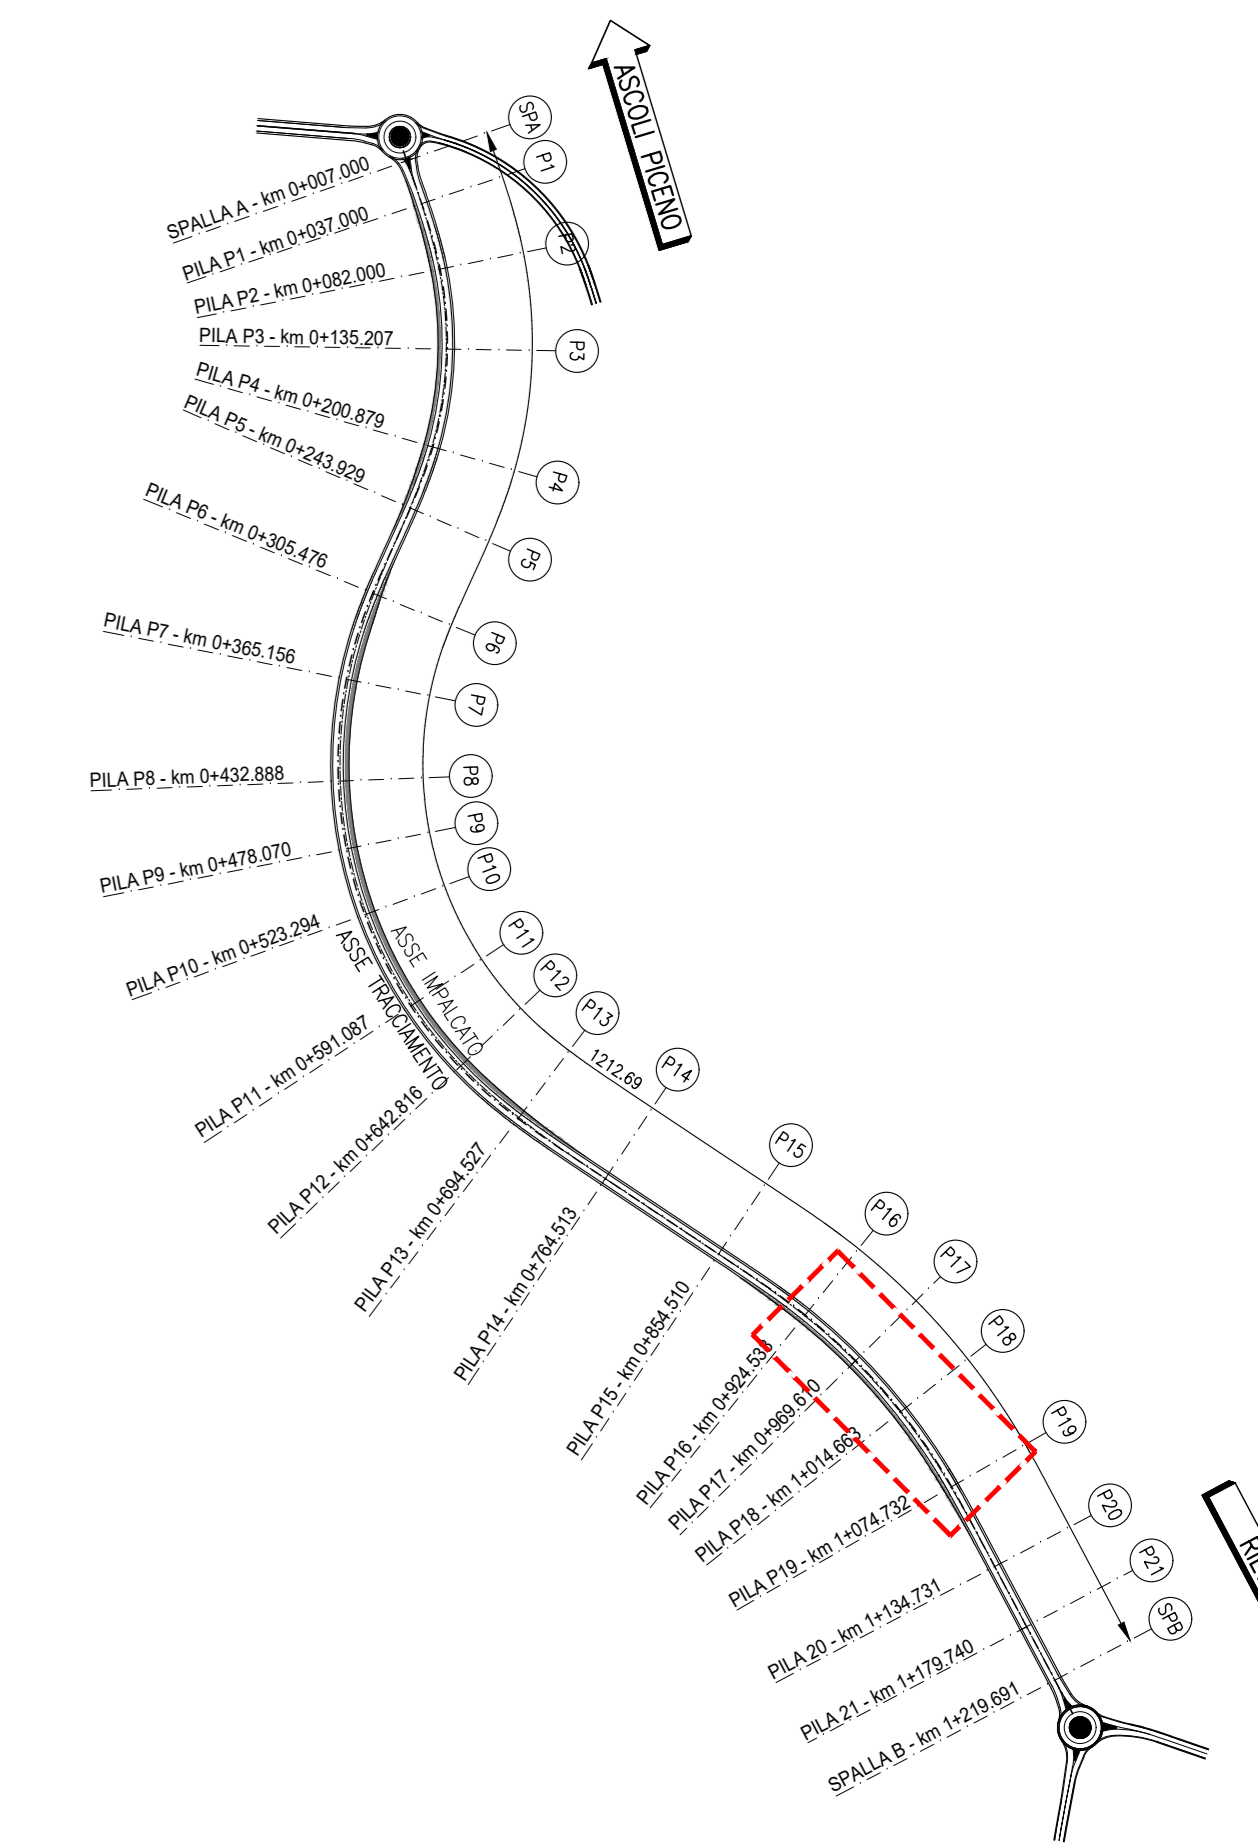 ASCOLI PICENO
SPA
P1
P2
P3
P4
P5
P6
P7
P8
P9
P10
P11
P12
P13
P14
P15
P16
P17
P18
P19
P20
P21
SPB
SPALLA A - km 0+007.000
PILA P1 - km 0+037.000
PILA P2 - km 0+082.000
PILA P3 - km 0+135.207
PILA P4 - km 0+200.879
PILA P5 - km 0+243.929
PILA P6 - km 0+305.476
PILA P7 - km 0+365.156
PILA P8 - km 0+432.888
PILA P9 - km 0+478.070
PILA P10 - km 0+523.294
PILA P11 - km 0+591.087
PILA P12 - km 0+642.816
PILA P13 - km 0+694.527
PILA P14 - km 0+764.513
PILA P15 - km 0+854.510
PILA P16 - km 0+924.533
PILA P17 - km 0+969.610
PILA P18 - km 1+014.663
PILA P19 - km 1+074.732
PILA 20 - km 1+134.731
PILA 21 - km 1+179.740
SPALLA B - km 1+219.691
ASSE IMPALCATO
ASSE TRACCIAMENTO
1212.69